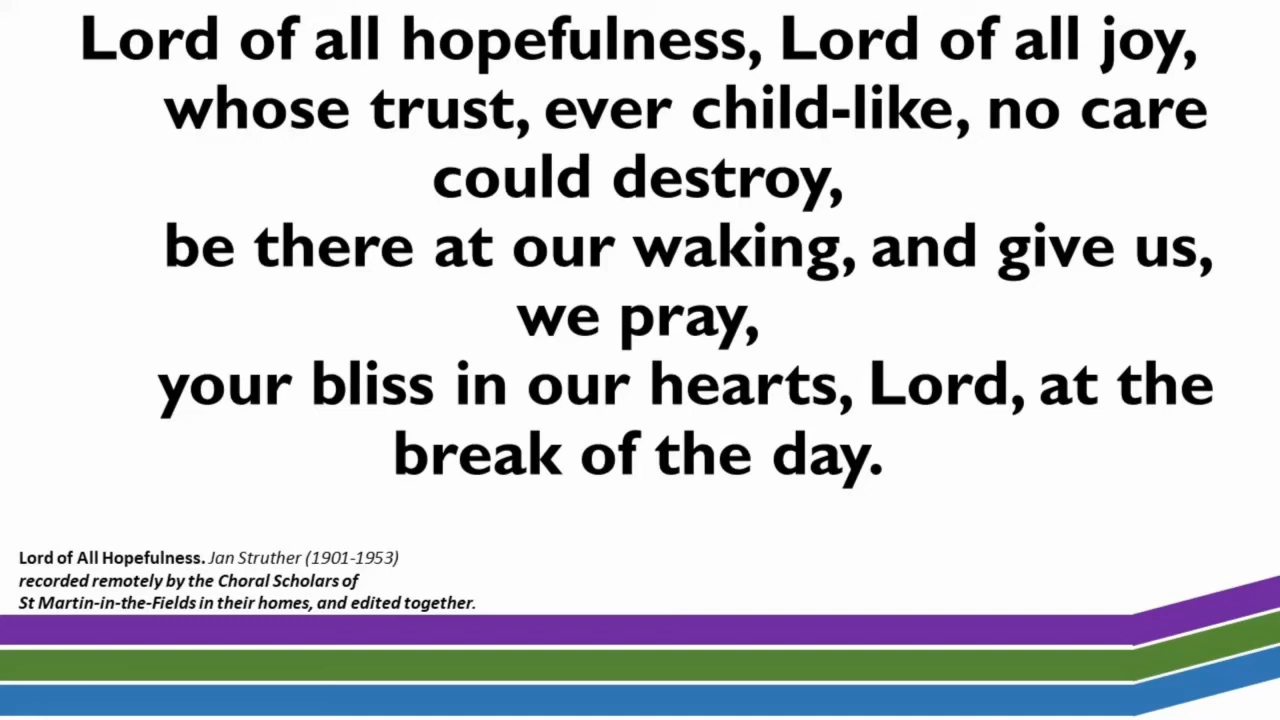 Lord of all hopefulness, Lord of all joy,
whose trust, ever child-like, no care
could destroy,
be there at our waking, and give us,
we pray,
your bliss in our hearts, Lord, at the
break of the day.
Lord of All Hopefulness. Jan Struther (1901-1953)
recorded remotely by the Choral Scholars of
St Martin-in-the-Fields in their homes, and edited together.